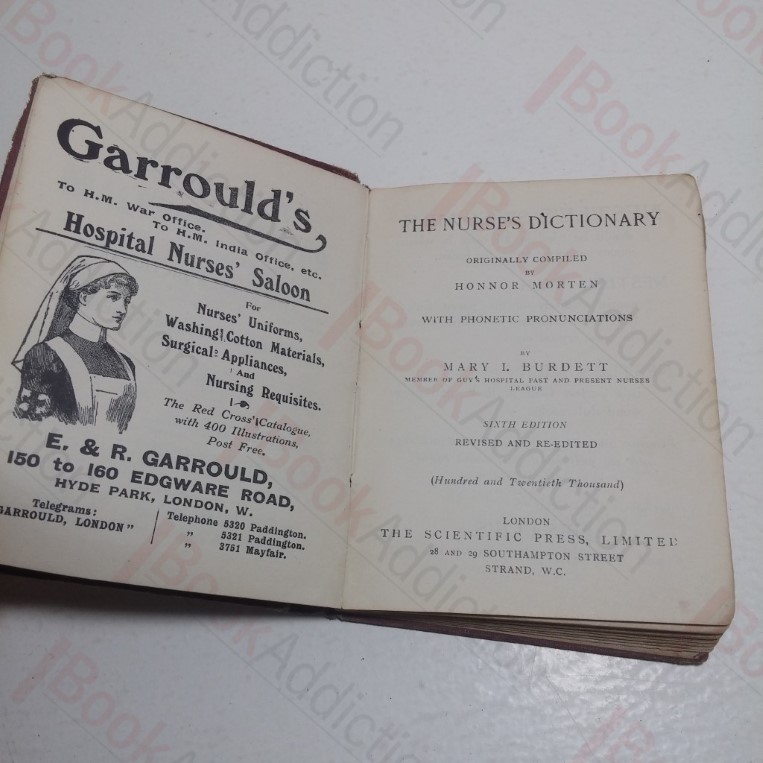 Garrould's,
To H.M. War Office.
To H.M. India Office, etc.
Hospital Nurses' Saloon
For
Nurses' Uniforms,
Washing Cotton Materials,
Surgical Appliances,
And
Nursing Requisites.
The Red Cross Catalogue,
with 400 Illustrations,
Post Free.
E. & R. GARROULD,
150 to 160 EDGWARE ROAD,
HYDE PARK, LONDON, W.
Telegrams:
GARROULD, LONDON"
Telephone 5320 Paddington.
" 5321 Paddington.
" 3751 Mayfair.
THE NURSE'S DICTIONARY
ORIGINALLY COMPILED
BY
HONNOR MORTEN
WITH PHONETIC PRONUNCIATIONS
BY
MARY I. BURDETT
MEMBER OF GUY'S HOSPITAL PAST AND PRESENT NURSES
LEAGUE
SIXTH EDITION
REVISED AND RE-EDITED
(Hundred and Twentieth Thousand)
LONDON
THE SCIENTIFIC PRESS, LIMITED
28 AND 29 SOUTHAMPTON STREET
STRAND, W.C.
BookAddiction